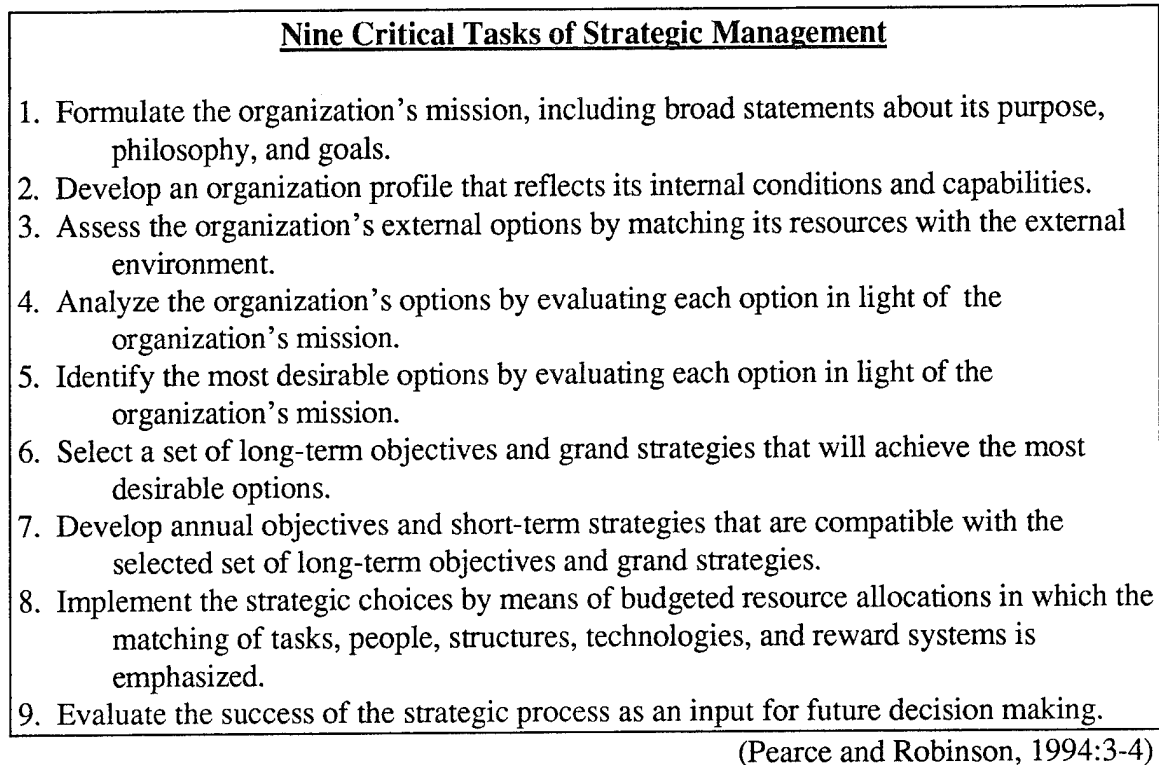 Nine Critical Tasks of Strategic Management
1. Formulate the organization's mission, including broad statements about its purpose,
philosophy, and goals.
2. Develop an organization profile that reflects its internal conditions and capabilities.
3. Assess the organization's external options by matching its resources with the external
environment.
4. Analyze the organization's options by evaluating each option in light of the
organization's mission.
5. Identify the most desirable options by evaluating each option in light of the
organization's mission.
6. Select a set of long-term objectives and grand strategies that will achieve the most
desirable options.
7. Develop annual objectives and short-term strategies that are compatible with the
selected set of long-term objectives and grand strategies.
8. Implement the strategic choices by means of budgeted resource allocations in which the
matching of tasks, people, structures, technologies, and reward systems is
emphasized.
9. Evaluate the success of the strategic process as an input for future decision making.
(Pearce and Robinson, 1994:3-4)